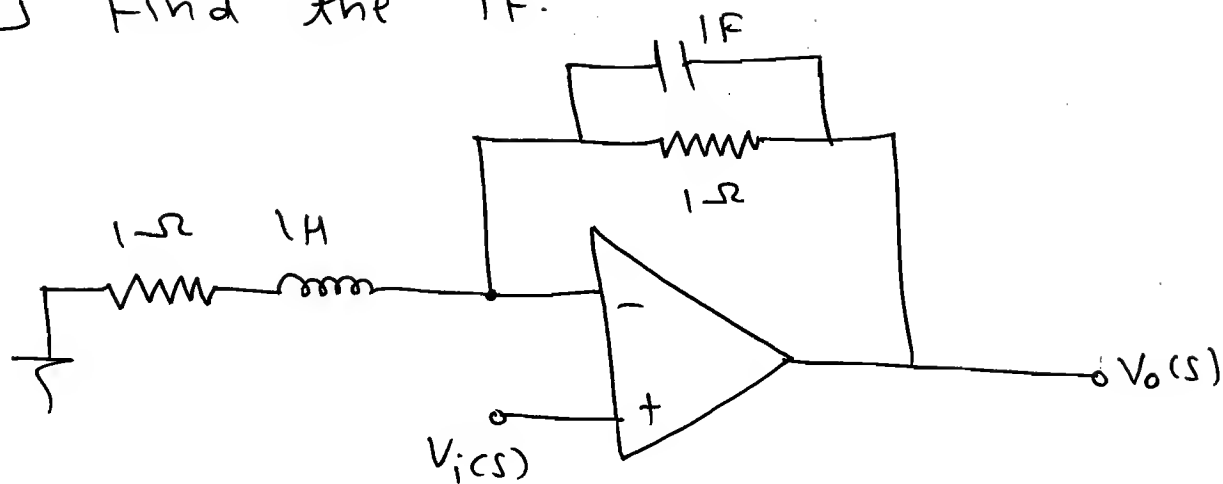 Find the TF.
1F
1Ω
1Ω 1H
−
+
Vi(s)
Vo(s)